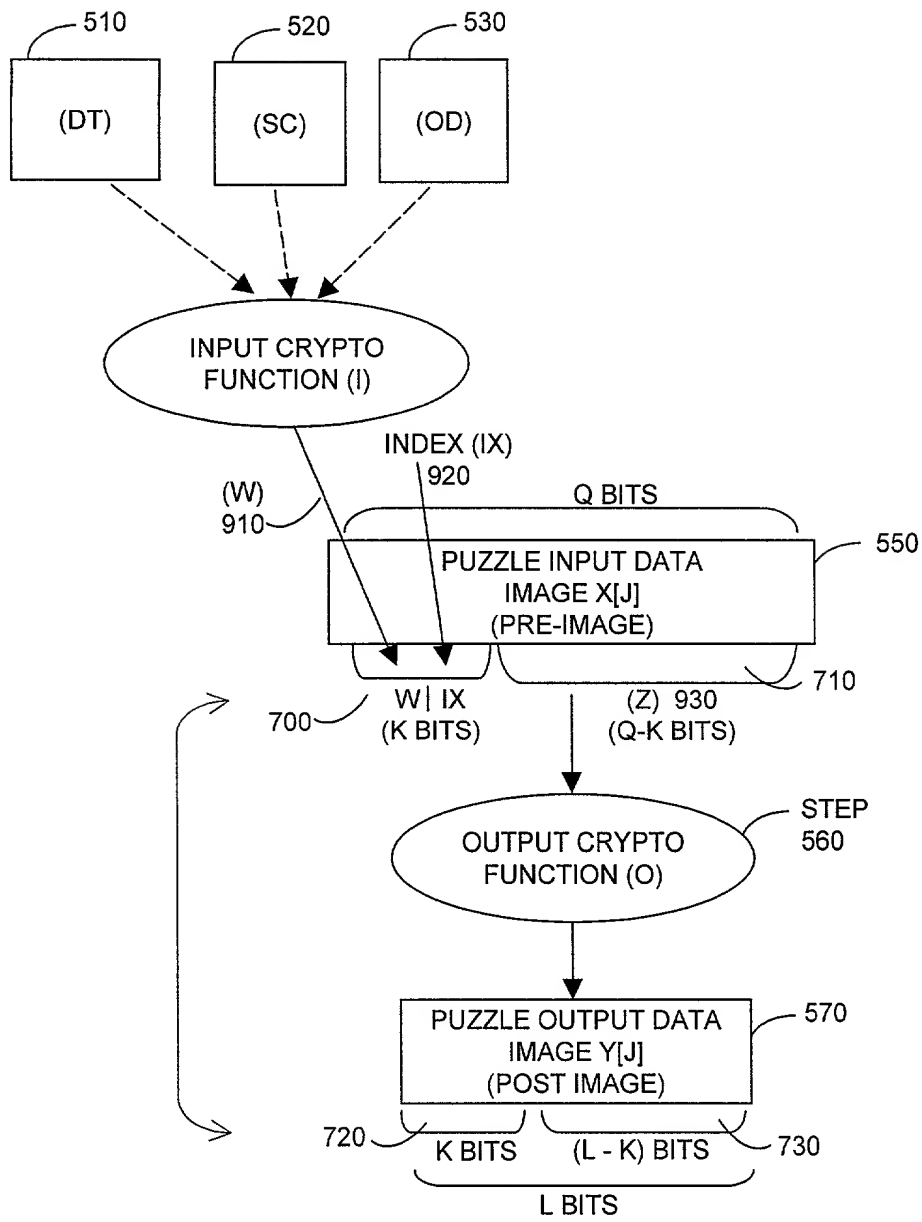 510
520
530
(DT)
(SC)
(OD)
INPUT CRYPTO
FUNCTION (I)
INDEX (IX)
920
(W)
910
Q BITS
550
PUZZLE INPUT DATA
IMAGE X[J]
(PRE-IMAGE)
700
W| IX
(K BITS)
(Z) 930
(Q-K BITS)
710
OUTPUT CRYPTO
FUNCTION (O)
STEP
560
PUZZLE OUTPUT DATA
IMAGE Y[J]
(POST IMAGE)
570
720
K BITS
(L - K) BITS
730
L BITS